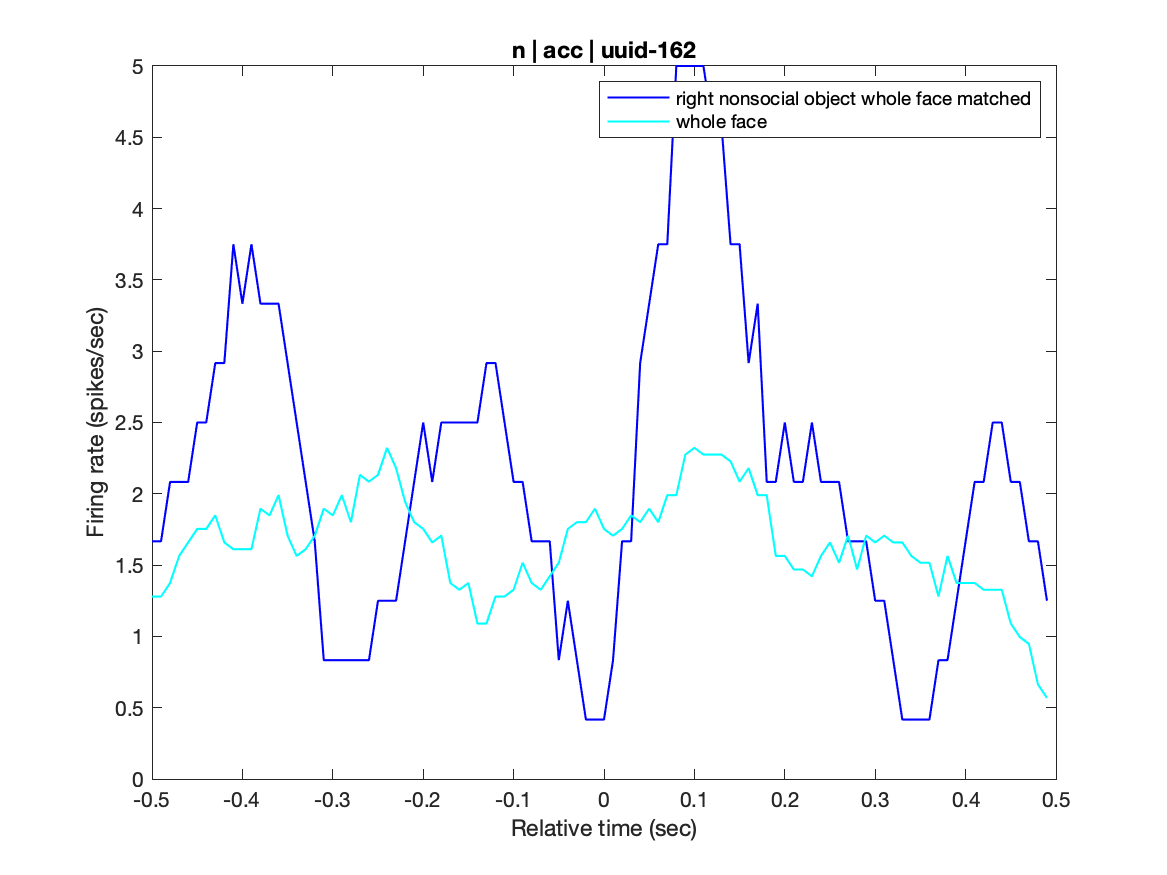 n | acc | uuid-162
right nonsocial object whole face matched
whole face
5
4.5
4
3.5
3
2.5
2
1.5
1
0.5
0
Firing rate (spikes/sec)
-0.5 -0.4 -0.3 -0.2 -0.1 0 0.1 0.2 0.3 0.4 0.5
Relative time (sec)